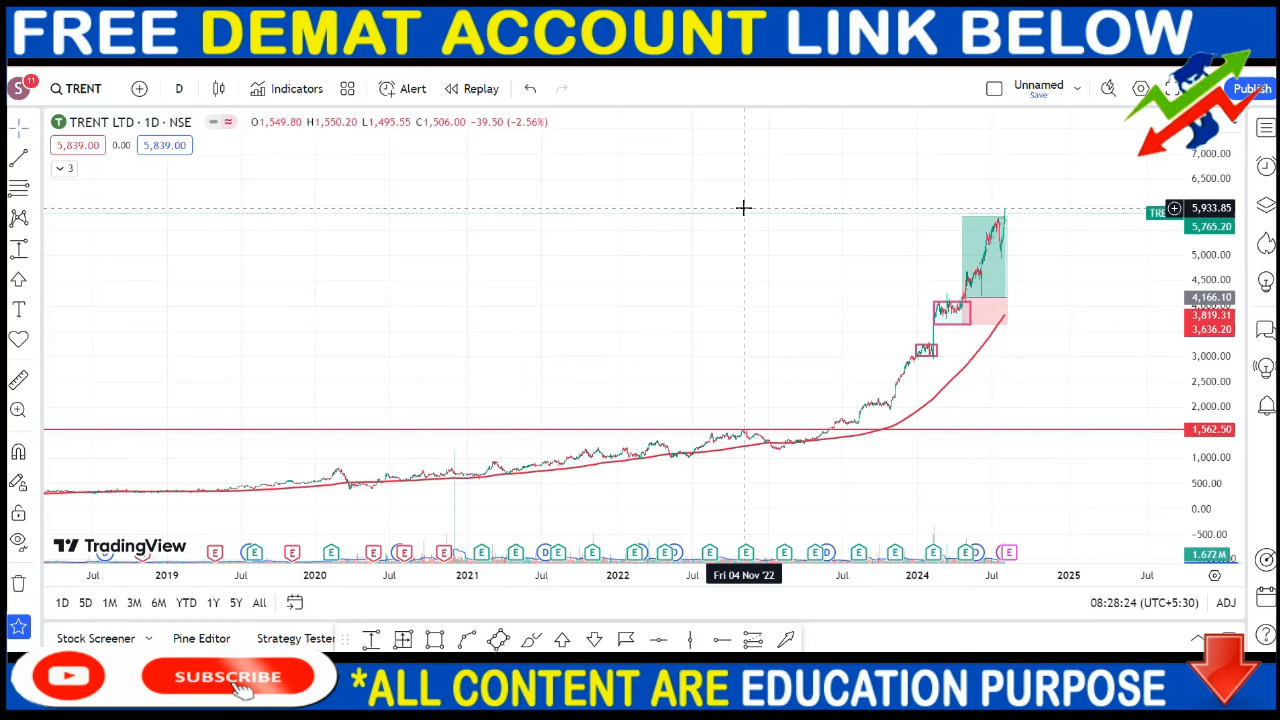 FREE DEMAT ACCOUNT LINK BELOW
S 11 TRENT D Indicators Alert Replay Unnamed Save Publish
T TRENT LTD · 1D · NSE O1,549.80 H1,550.20 L1,495.55 C1,506.00 −39.50 (−2.56%)
5,839.00 0.00 5,839.00
3
7,000.00
6,500.00
TRE 5,933.85
5,765.20
5,000.00
4,500.00
4,166.10
3,819.31
3,636.20
3,000.00
2,500.00
2,000.00
1,562.50
1,000.00
500.00
0.00
−500.00
TradingView 1.672 M
Jul 2019 Jul 2020 Jul 2021 Jul 2022 Jul Fri 04 Nov '22 Jul 2024 Jul 2025 Jul
1D 5D 1M 3M 6M YTD 1Y 5Y All 08:28:24 (UTC+5:30) ADJ
Stock Screener Pine Editor Strategy Tester
SUBSCRIBE
*ALL CONTENT ARE EDUCATION PURPOSE